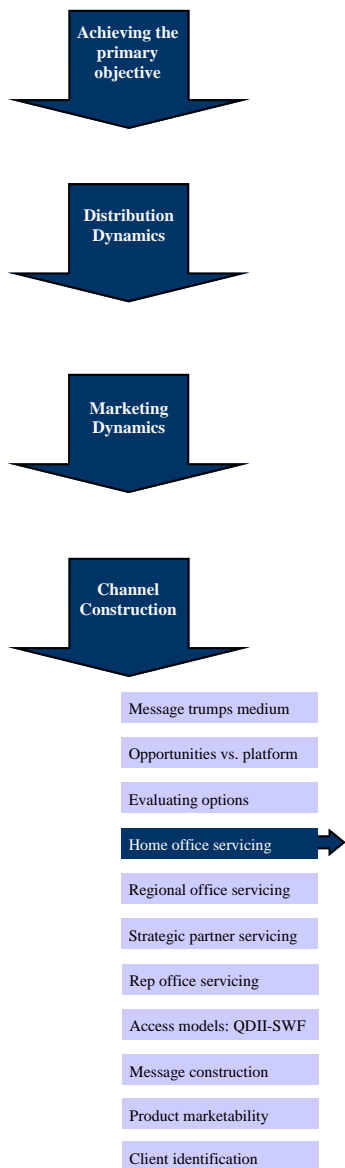 Achieving the
primary
objective
Distribution
Dynamics
Marketing
Dynamics
Channel
Construction
Message trumps medium
Opportunities vs. platform
Evaluating options
Home office servicing
Regional office servicing
Strategic partner servicing
Rep office servicing
Access models: QDII-SWF
Message construction
Product marketability
Client identification